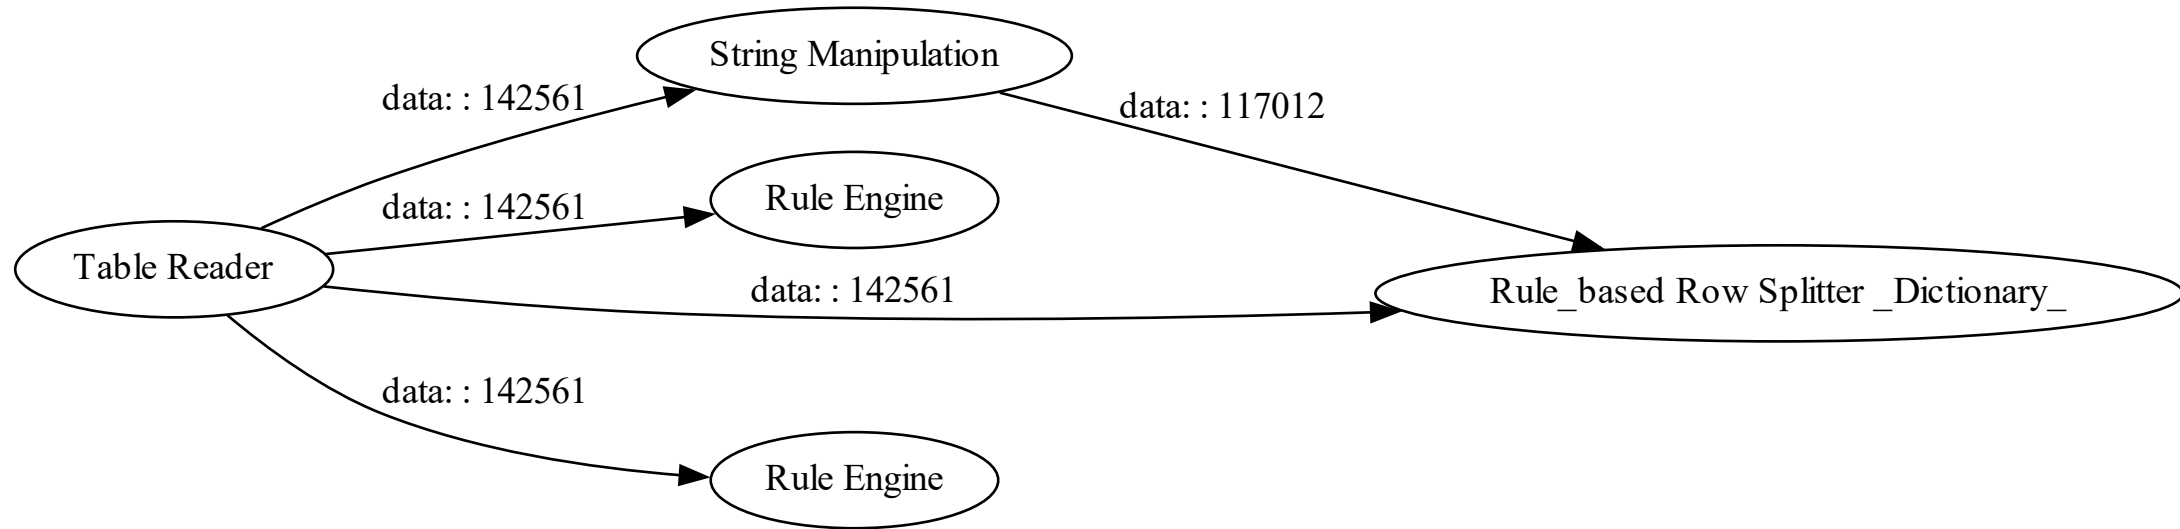 String Manipulation
data: : 142561
data: : 117012
data: : 142561
Rule Engine
Table Reader
data: : 142561
Rule_based Row Splitter _Dictionary_
data: : 142561
Rule Engine